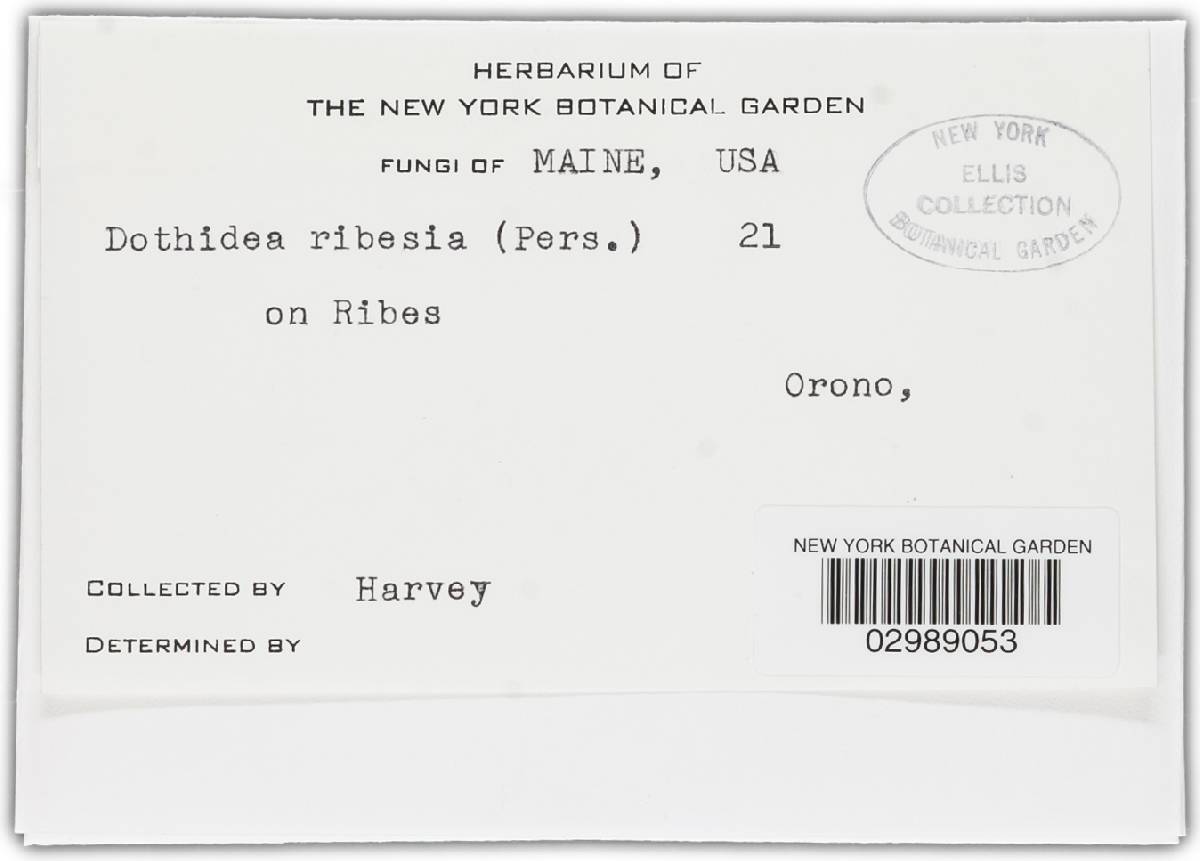 HERBARIUM OF
THE NEW YORK BOTANICAL GARDEN
FUNGI OF MAINE, USA
NEW YORK
ELLIS
COLLECTION
BOTANICAL GARDEN
Dothidea ribesia (Pers.) 21
on Ribes
Orono,
COLLECTED BY Harvey
DETERMINED BY
NEW YORK BOTANICAL GARDEN
02989053